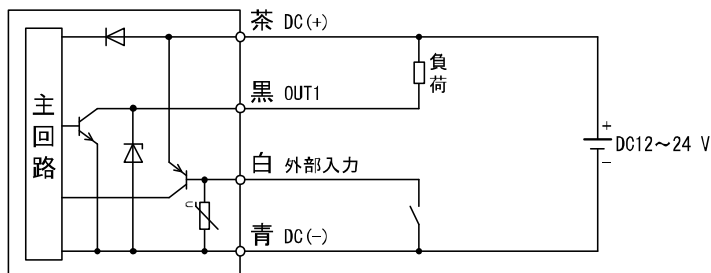 茶 DC(+)
負荷
黒 OUT1
主回路
+
DC12～24 V
−
白 外部入力
青 DC(−)